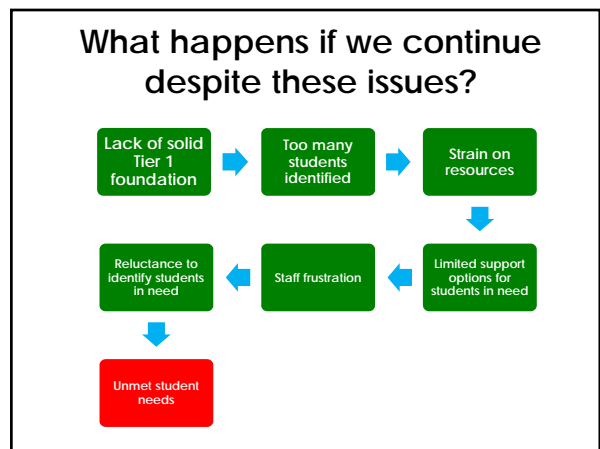 What happens if we continue
despite these issues?
Lack of solid
Tier 1
foundation
Too many
students
identified
Strain on
resources
Limited support
options for
students in need
Staff frustration
Reluctance to
identify students
in need
Unmet student
needs